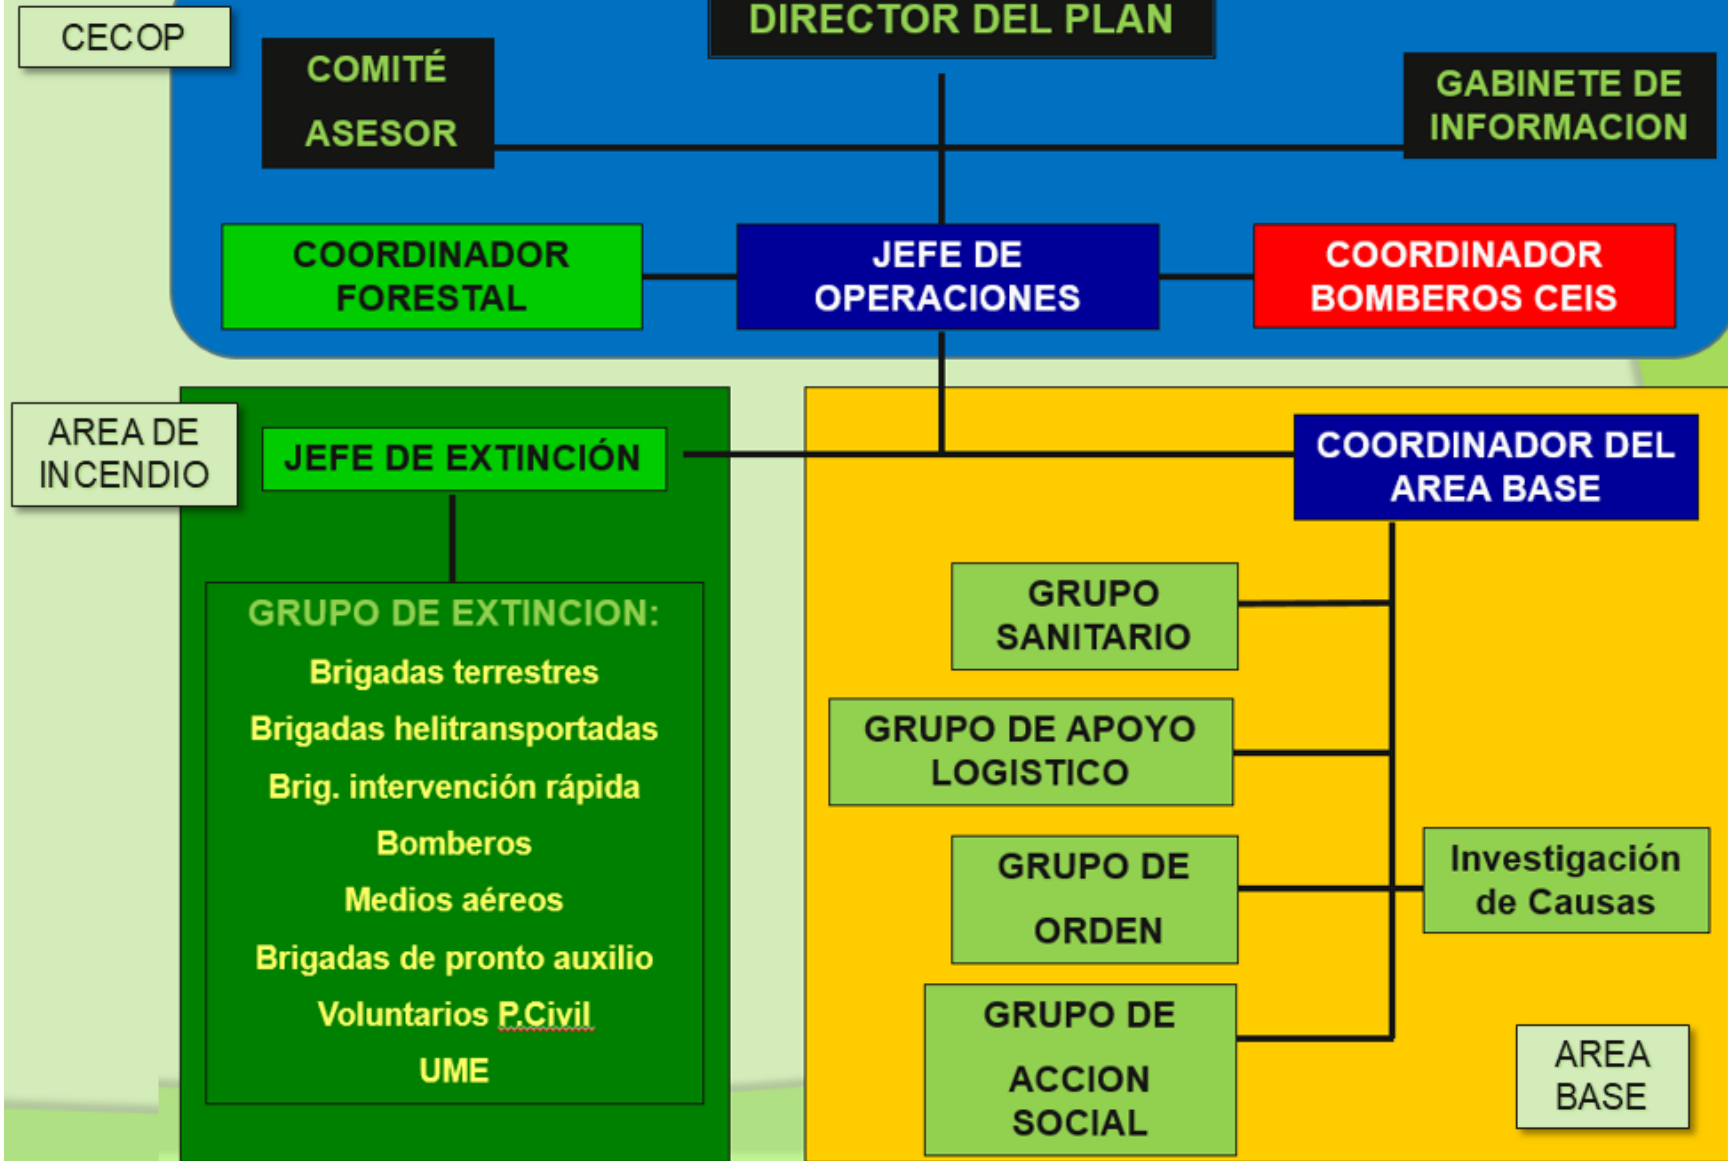 CECOP
DIRECTOR DEL PLAN
COMITÉ
ASESOR
GABINETE DE
INFORMACION
COORDINADOR
FORESTAL
JEFE DE
OPERACIONES
COORDINADOR
BOMBEROS CEIS
AREA DE
INCENDIO
JEFE DE EXTINCIÓN
COORDINADOR DEL
AREA BASE
GRUPO DE EXTINCION:
Brigadas terrestres
Brigadas helitransportadas
Brig. intervención rápida
Bomberos
Medios aéreos
Brigadas de pronto auxilio
Voluntarios P.Civil
UME
GRUPO
SANITARIO
GRUPO DE APOYO
LOGISTICO
GRUPO DE
ORDEN
Investigación
de Causas
GRUPO DE
ACCION
SOCIAL
AREA
BASE